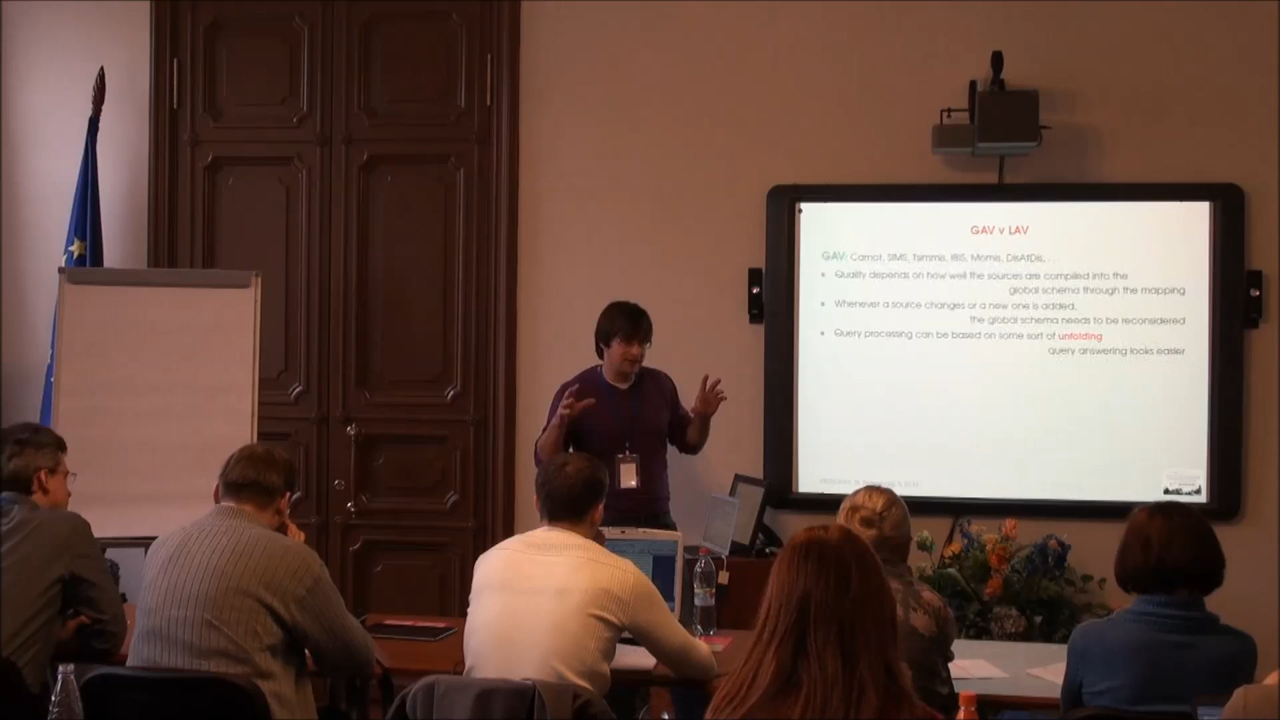 GAV v LAV
GAV: Carnot, SIMS, Tsimmis, IBIS, Momis, DisAtDis, ...
Quality depends on how well the sources are compiled into the
global schema through the mapping
Whenever a source changes or a new one is added,
the global schema needs to be reconsidered
Query processing can be based on some sort of unfolding
query answering looks easier